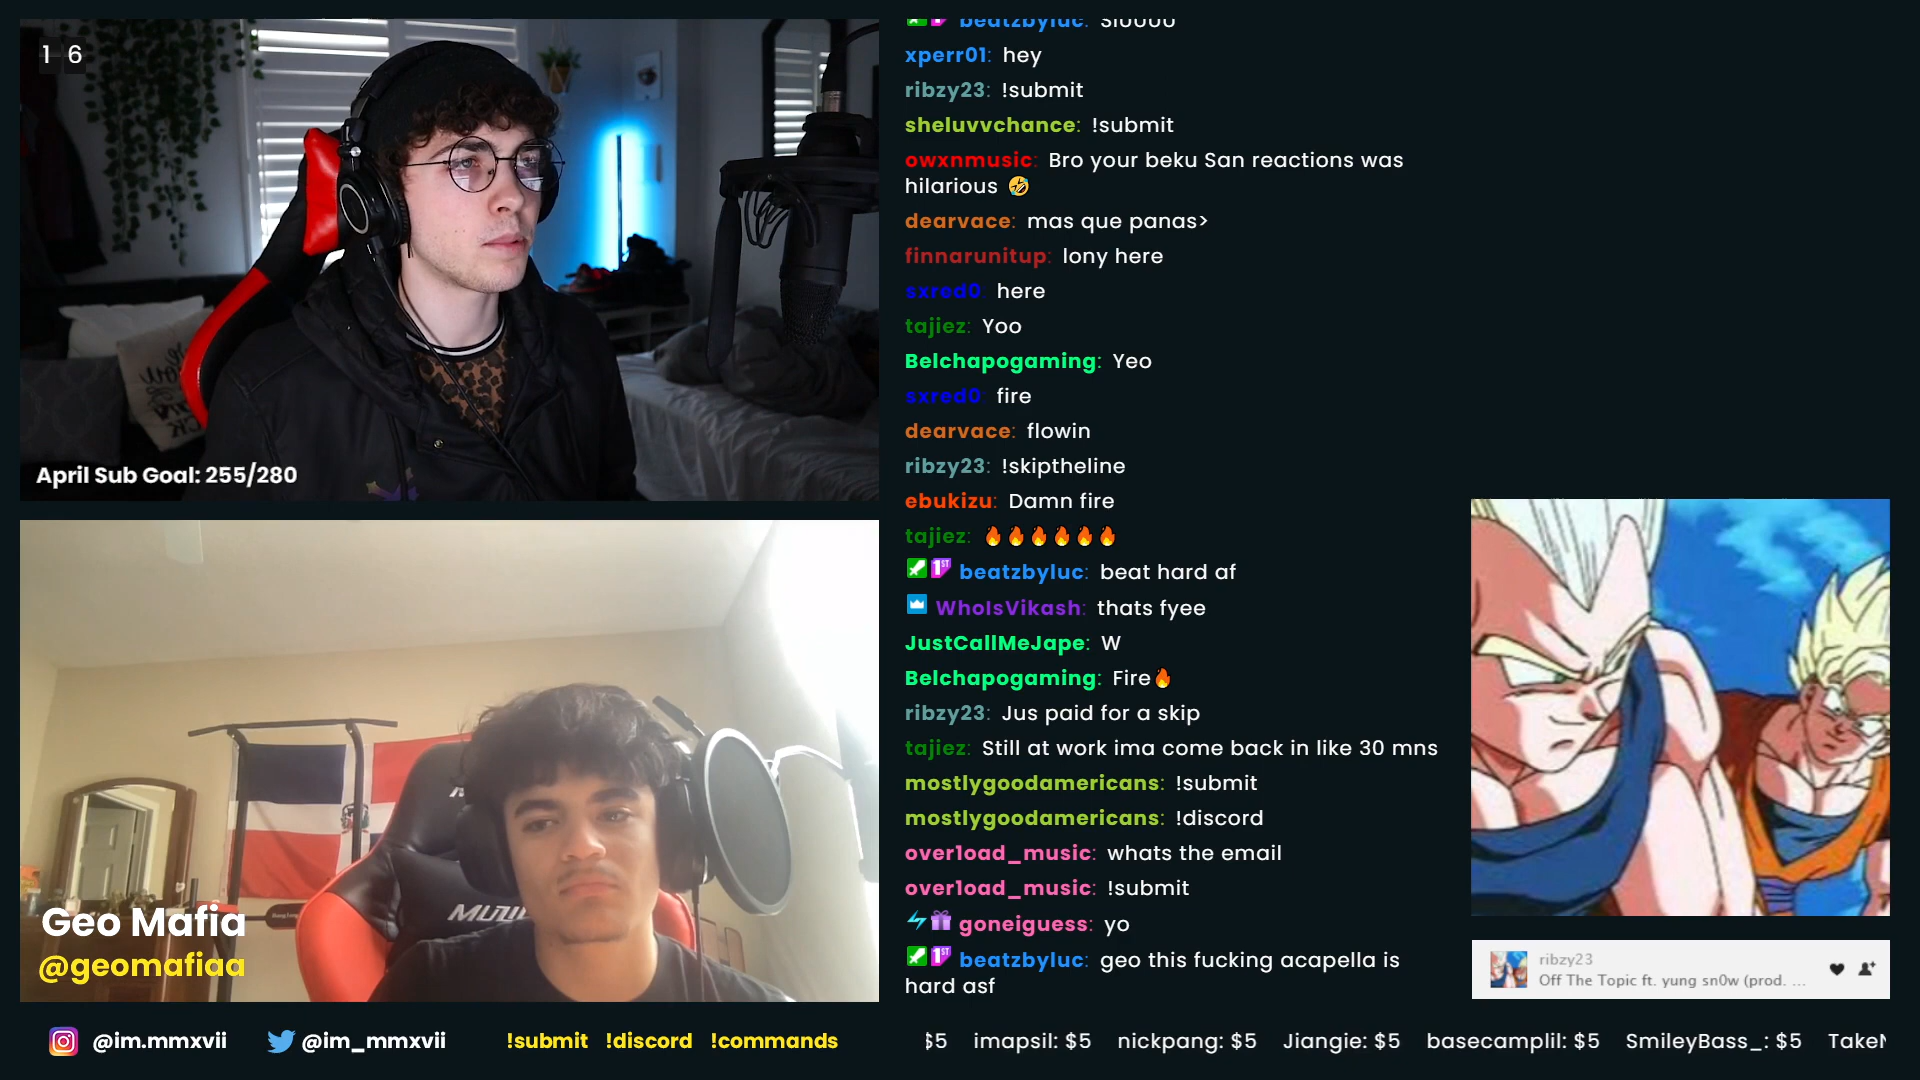 1 6
April Sub Goal: 255/280
Geo Mafia
@geomafiaa
beatzbyluc:
xperr01: hey
ribzy23: !submit
sheluvvchance: !submit
owxnmusic: Bro your beku San reactions was
hilarious 🤣
dearvace: mas que panas>
finnarunitup: lony here
sxred0: here
tajiez: Yoo
Belchapogaming: Yeo
sxred0: fire
dearvace: flowin
ribzy23: !skiptheline
ebukizu: Damn fire
tajiez: 🔥🔥🔥🔥🔥🔥
1ST beatzbyluc: beat hard af
WhoIsVikash: thats fyee
JustCallMeJape: W
Belchapogaming: Fire🔥
ribzy23: Jus paid for a skip
tajiez: Still at work ima come back in like 30 mns
mostlygoodamericans: !submit
mostlygoodamericans: !discord
over1oad_music: whats the email
over1oad_music: !submit
goneiguess: yo
1ST beatzbyluc: geo this fucking acapella is
hard asf
ribzy23
Off The Topic ft. yung sn0w (prod. ...
@im.mmxvii @im_mmxvii !submit !discord !commands
$5 imapsil: $5 nickpang: $5 Jiangie: $5 basecamplil: $5 SmileyBass_: $5 Take